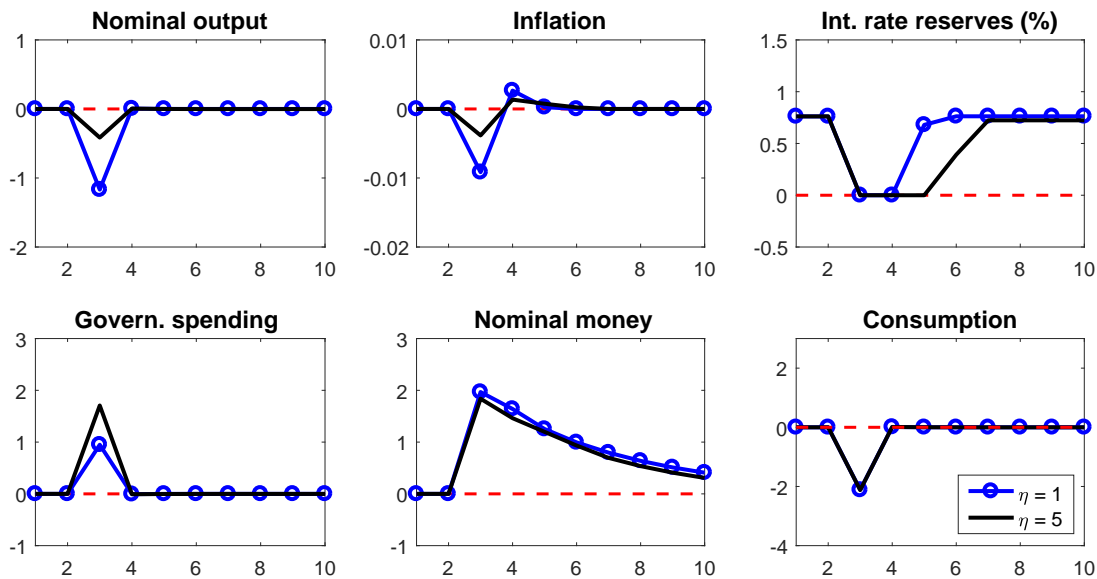 Nominal output
1
0
-1
-2
2 4 6 8 10
Inflation
0.01
0
-0.01
-0.02
2 4 6 8 10
Int. rate reserves (%)
1.5
1
0.5
0
-0.5
2 4 6 8 10
Govern. spending
3
2
1
0
-1
2 4 6 8 10
Nominal money
3
2
1
0
-1
2 4 6 8 10
Consumption
2
0
-2
-4
2 4 6 8 10
η = 1
η = 5